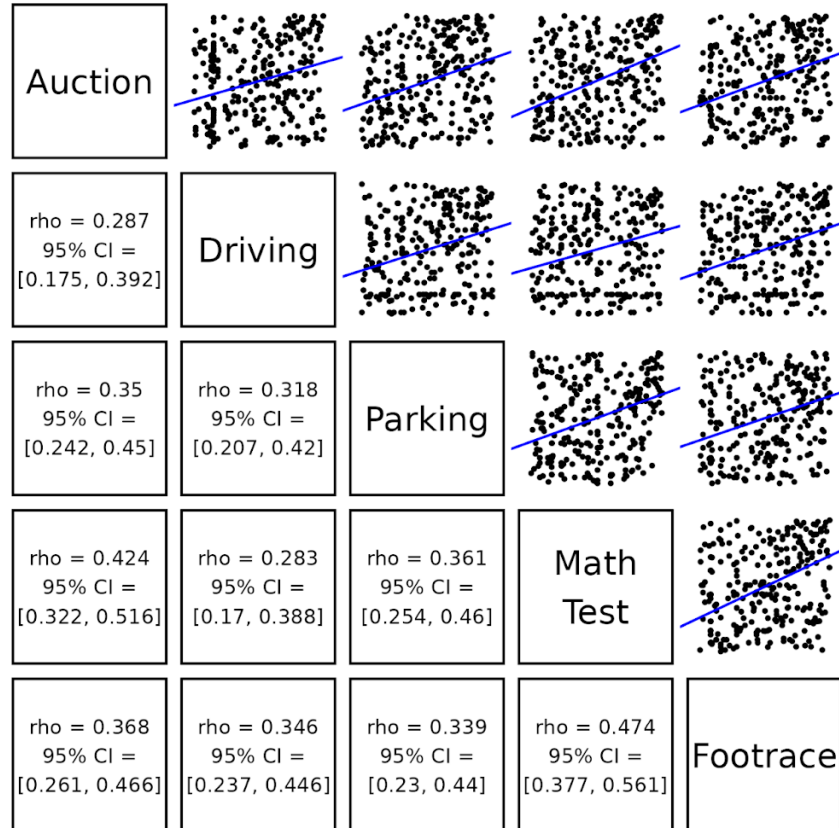 Auction
rho = 0.287
95% CI =
[0.175, 0.392]
Driving
rho = 0.35
95% CI =
[0.242, 0.45]
rho = 0.318
95% CI =
[0.207, 0.42]
Parking
rho = 0.424
95% CI =
[0.322, 0.516]
rho = 0.283
95% CI =
[0.17, 0.388]
rho = 0.361
95% CI =
[0.254, 0.46]
Math
Test
rho = 0.368
95% CI =
[0.261, 0.466]
rho = 0.346
95% CI =
[0.237, 0.446]
rho = 0.339
95% CI =
[0.23, 0.44]
rho = 0.474
95% CI =
[0.377, 0.561]
Footrace